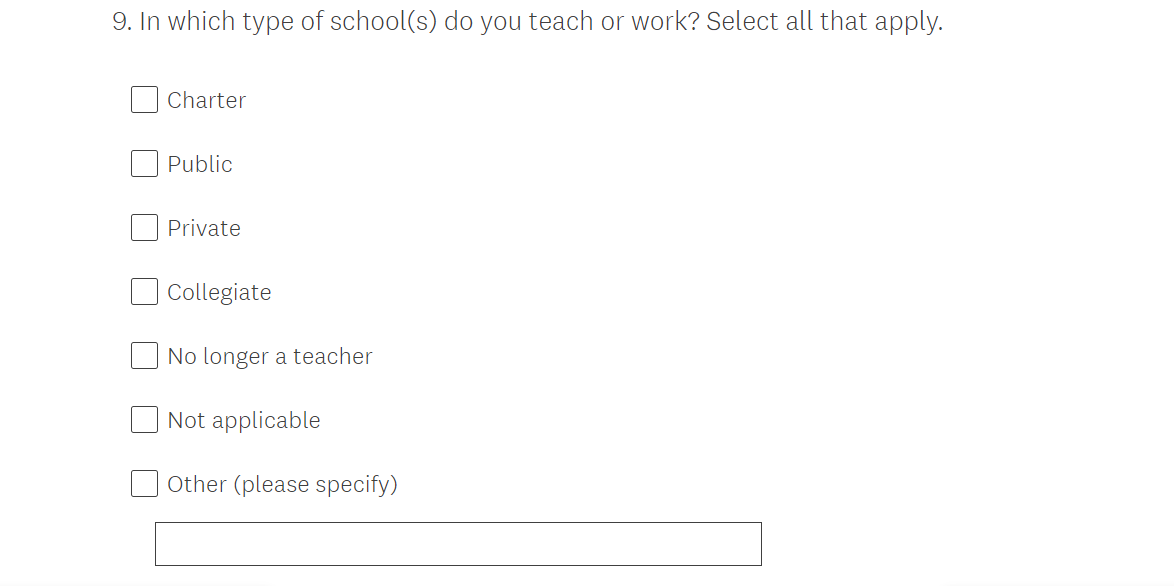 9. In which type of school(s) do you teach or work? Select all that apply.
Charter
Public
Private
Collegiate
No longer a teacher
Not applicable
Other (please specify)